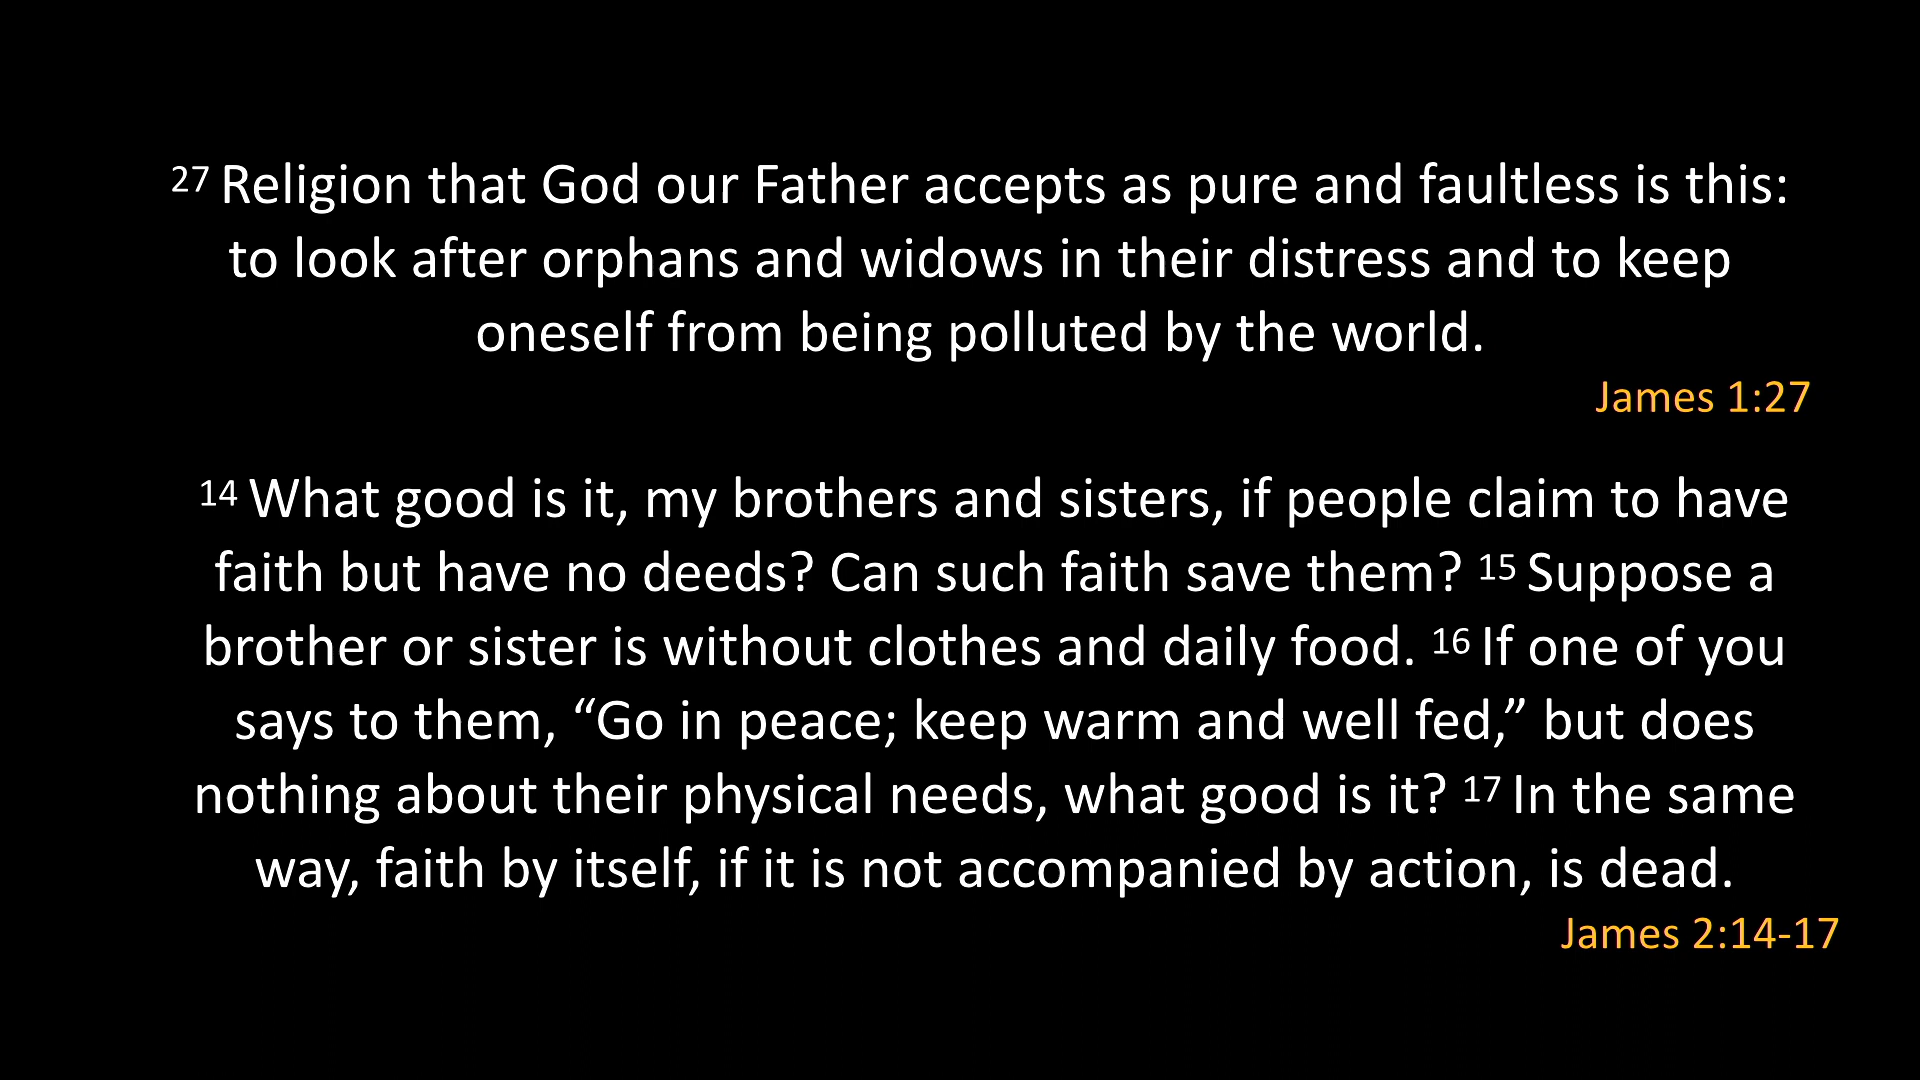 27 Religion that God our Father accepts as pure and faultless is this:
to look after orphans and widows in their distress and to keep
oneself from being polluted by the world.
James 1:27
14 What good is it, my brothers and sisters, if people claim to have
faith but have no deeds? Can such faith save them? 15 Suppose a
brother or sister is without clothes and daily food. 16 If one of you
says to them, “Go in peace; keep warm and well fed,” but does
nothing about their physical needs, what good is it? 17 In the same
way, faith by itself, if it is not accompanied by action, is dead.
James 2:14-17